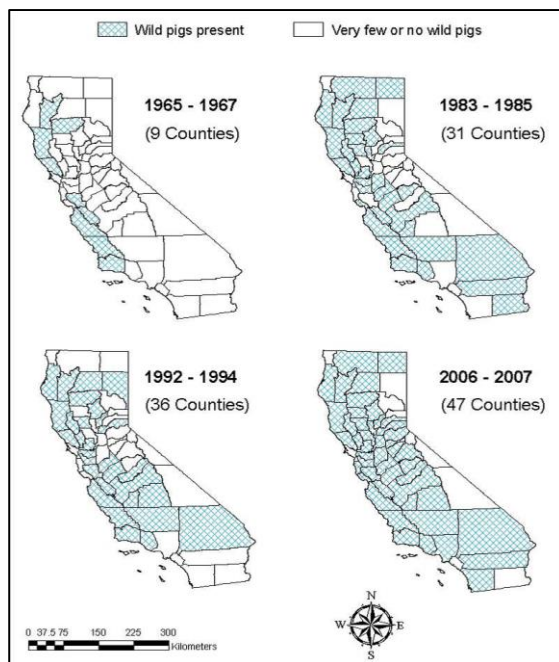 Wild pigs present
Very few or no wild pigs
1965 - 1967
(9 Counties)
1983 - 1985
(31 Counties)
1992 - 1994
(36 Counties)
2006 - 2007
(47 Counties)
0 37.5 75 150 225 300
Kilometers
N
W E
S